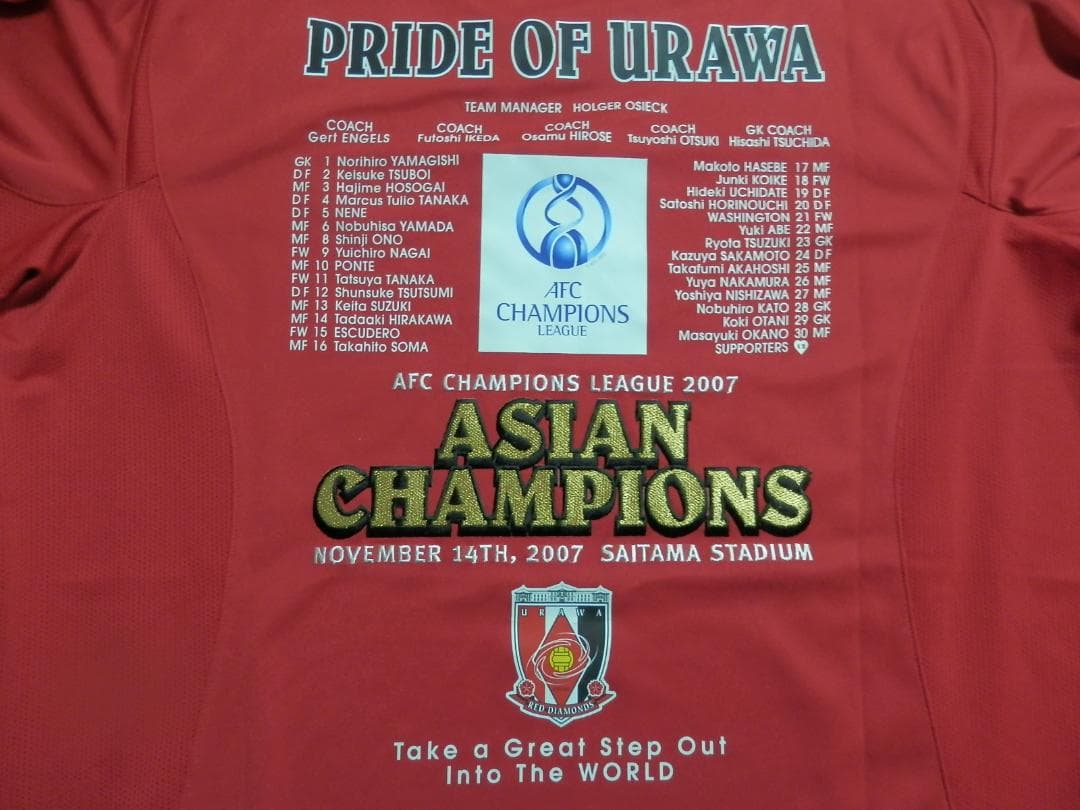 PRIDE OF URAWA
TEAM MANAGER HOLGER OSIECK
COACH
Gert ENGELS
COACH
Futoshi IKEDA
COACH
Osamu HIROSE
COACH
Tsuyoshi OTSUKI
GK COACH
Hisashi TSUCHIDA
GK 1 Norihiro YAMAGISHI
DF 2 Keisuke TSUBOI
MF 3 Hajime HOSOGAI
DF 4 Marcus Tulio TANAKA
DF 5 NENE
MF 6 Nobuhisa YAMADA
MF 8 Shinji ONO
FW 9 Yuichiro NAGAI
MF 10 PONTE
FW 11 Tatsuya TANAKA
DF 12 Shunsuke TSUTSUMI
MF 13 Keita SUZUKI
MF 14 Tadaaki HIRAKAWA
FW 15 ESCUDERO
MF 16 Takahito SOMA
AFC
CHAMPIONS
LEAGUE
Makoto HASEBE 17 MF
Junki KOIKE 18 FW
Hideki UCHIDATE 19 DF
Satoshi HORINOUCHI 20 DF
WASHINGTON 21 FW
Yuki ABE 22 MF
Ryota TSUZUKI 23 GK
Kazuya SAKAMOTO 24 DF
Takafumi AKAHOSHI 25 MF
Yuya NAKAMURA 26 MF
Yoshiya NISHIZAWA 27 MF
Nobuhiro KATO 28 GK
Koki OTANI 29 GK
Masayuki OKANO 30 MF
SUPPORTERS
AFC CHAMPIONS LEAGUE 2007
ASIAN
CHAMPIONS
NOVEMBER 14TH, 2007 SAITAMA STADIUM
URAWA
RED DIAMONDS
Take a Great Step Out
Into The WORLD